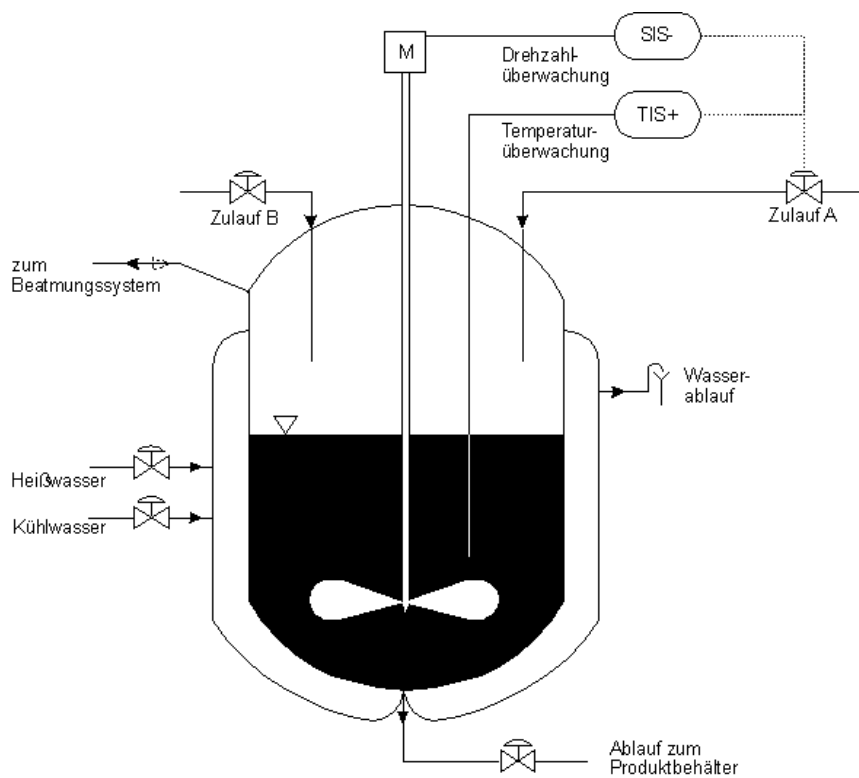 M
SIS-
Drehzahl-
überwachung
TIS+
Temperatur-
überwachung
Zulauf B
Zulauf A
zum
Beatmungssystem
Wasser-
ablauf
Heißwasser
Kühlwasser
Ablauf zum
Produktbehälter